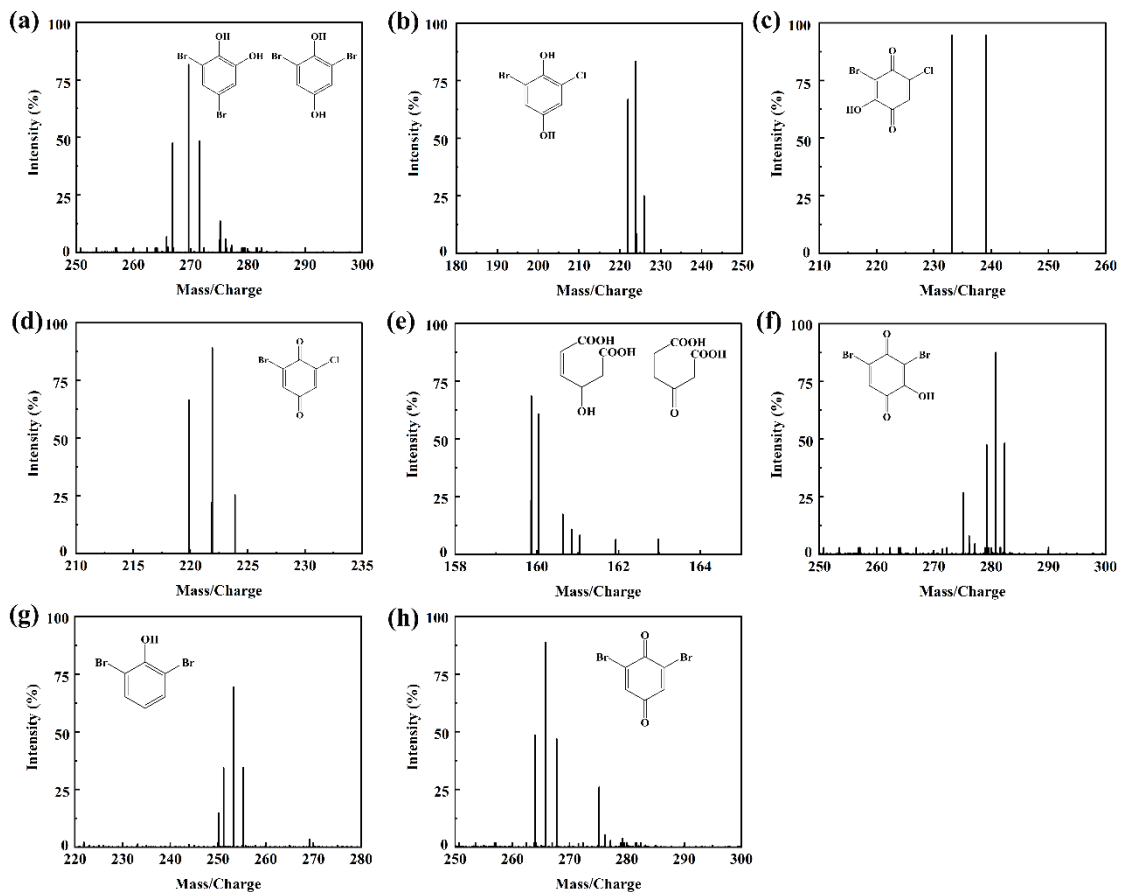 (a)
100
75
50
25
0
Intensity (%)
OII
OH
Br
Br
OII
Br
Br
OH
250 260 270 280 290 300
Mass/Charge
(b)
100
75
50
25
0
Intensity (%)
OH
Br
Cl
OII
180 190 200 210 220 230 240 250
Mass/Charge
(c)
100
75
50
25
0
Intensity (%)
O
Br
Cl
HO
O
210 220 230 240 250 260
Mass/Charge
(d)
100
75
50
25
0
Intensity (%)
O
Br
Cl
O
210 215 220 225 230 235
Mass/Charge
(e)
100
75
50
25
0
Intensity (%)
COOH
COOH
OH
COOH
COOII
O
158 160 162 164
Mass/Charge
(f)
100
75
50
25
0
Intensity (%)
O
Br
Br
OII
O
250 260 270 280 290 300
Mass/Charge
(g)
100
75
50
25
0
Intensity (%)
OII
Br
Br
220 230 240 250 260 270 280
Mass/Charge
(h)
100
75
50
25
0
Intensity (%)
O
Br
Br
O
250 260 270 280 290 300
Mass/Charge